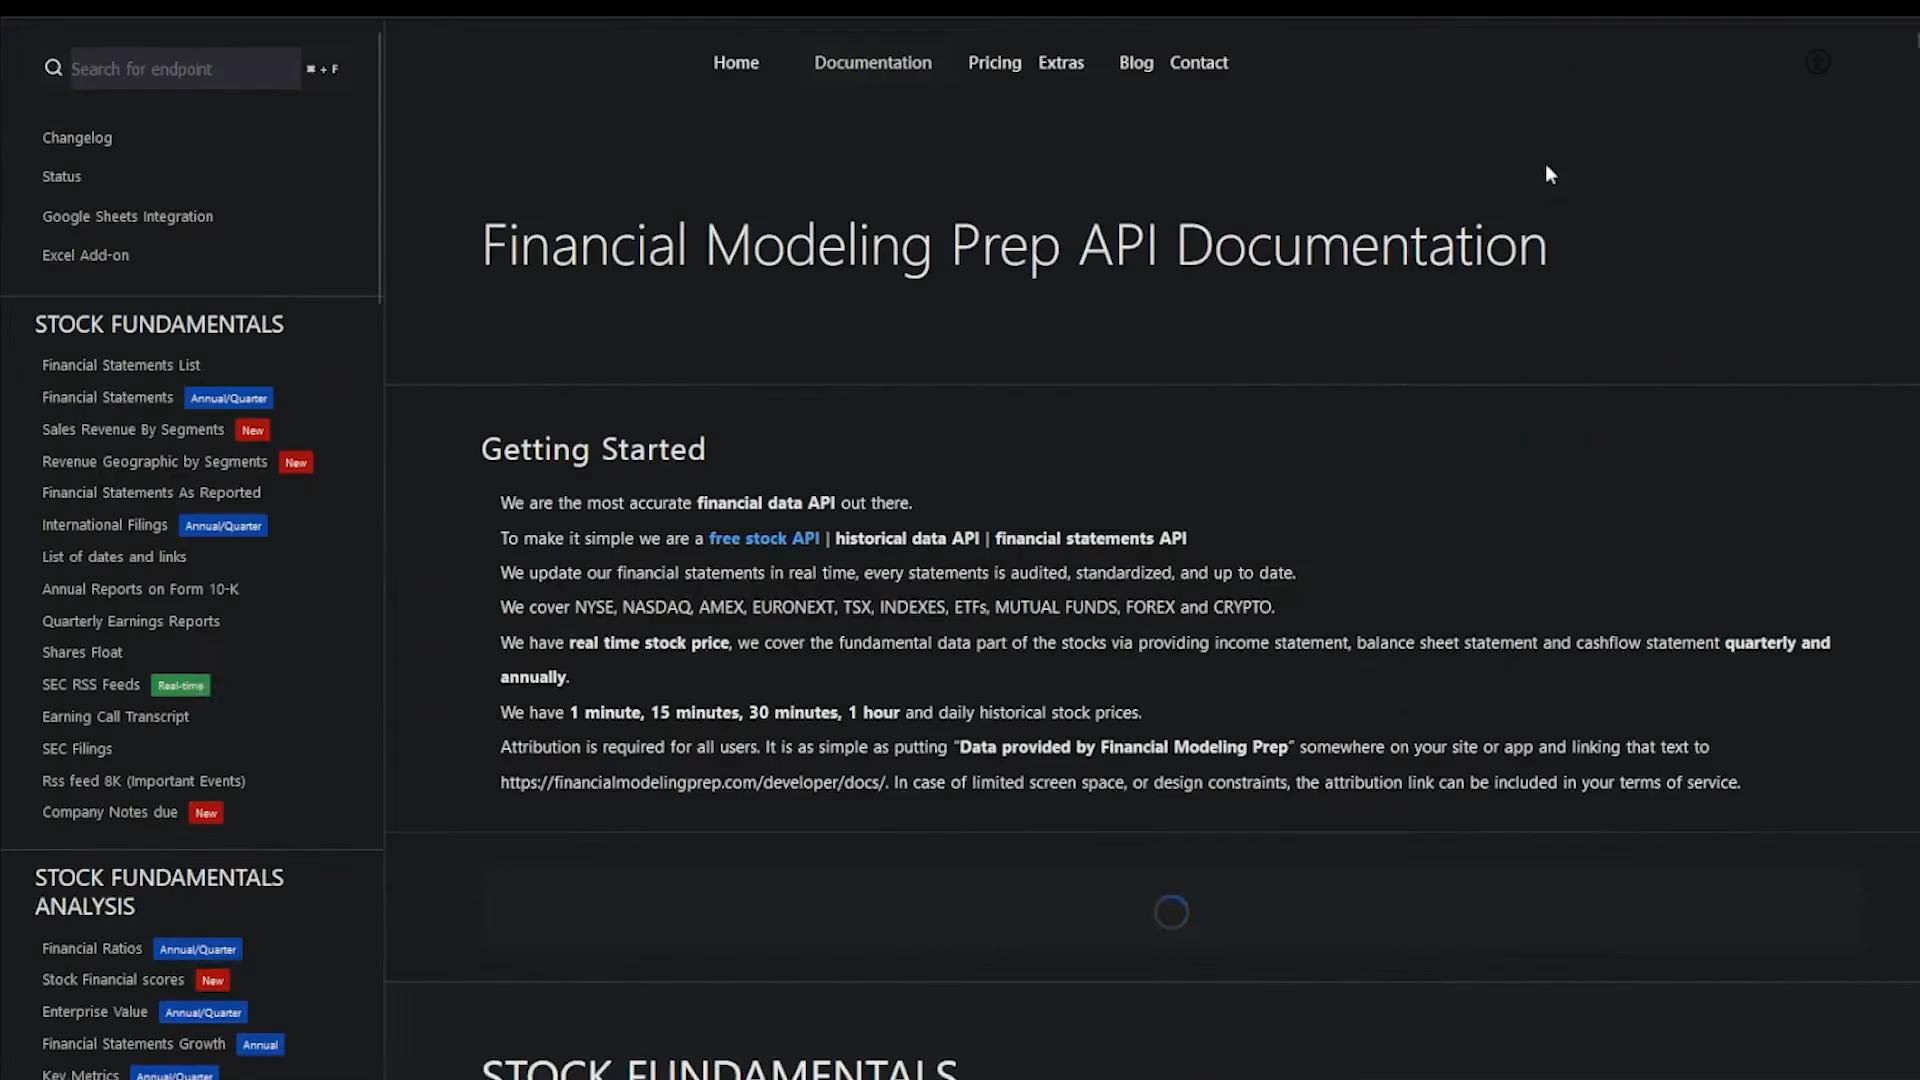 Search for endpoint
⌘ + F
Changelog
Status
Google Sheets Integration
Excel Add-on
STOCK FUNDAMENTALS
Financial Statements List
Financial Statements Annual/Quarter
Sales Revenue By Segments New
Revenue Geographic by Segments New
Financial Statements As Reported
International Filings Annual/Quarter
List of dates and links
Annual Reports on Form 10-K
Quarterly Earnings Reports
Shares Float
SEC RSS Feeds Real-time
Earning Call Transcript
SEC Filings
Rss feed 8K (Important Events)
Company Notes due New
STOCK FUNDAMENTALS
ANALYSIS
Financial Ratios Annual/Quarter
Stock Financial scores New
Enterprise Value Annual/Quarter
Financial Statements Growth Annual
Key Metrics Annual/Quarter
Home Documentation Pricing Extras Blog Contact
Financial Modeling Prep API Documentation
Getting Started
We are the most accurate financial data API out there.
To make it simple we are a free stock API | historical data API | financial statements API
We update our financial statements in real time, every statements is audited, standardized, and up to date.
We cover NYSE, NASDAQ, AMEX, EURONEXT, TSX, INDEXES, ETFs, MUTUAL FUNDS, FOREX and CRYPTO.
We have real time stock price, we cover the fundamental data part of the stocks via providing income statement, balance sheet statement and cashflow statement quarterly and
annually.
We have 1 minute, 15 minutes, 30 minutes, 1 hour and daily historical stock prices.
Attribution is required for all users. It is as simple as putting "Data provided by Financial Modeling Prep" somewhere on your site or app and linking that text to
https://financialmodelingprep.com/developer/docs/. In case of limited screen space, or design constraints, the attribution link can be included in your terms of service.
STOCK FUNDAMENTALS